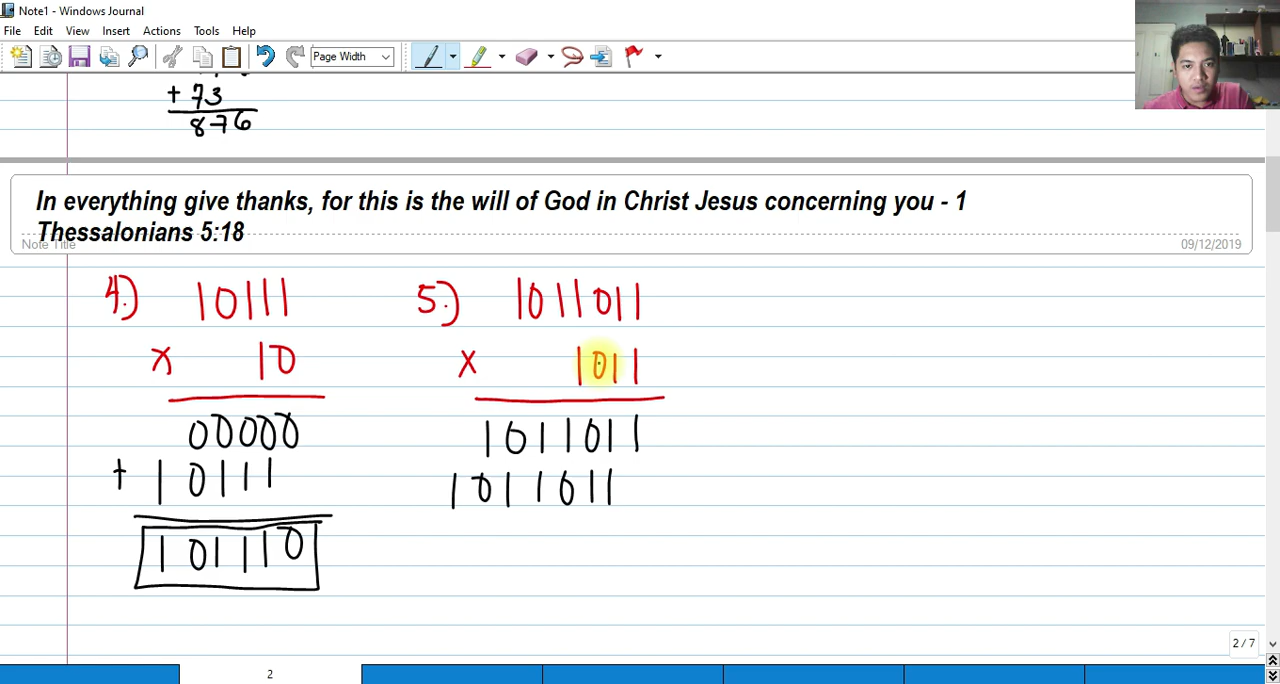 Note1 - Windows Journal
File Edit View Insert Actions Tools Help
Page Width
+ 73
876
In everything give thanks, for this is the will of God in Christ Jesus concerning you - 1
Thessalonians 5:18
Note Title
09/12/2019
4.) 10111
x 10
00000
+ 10111
101110
5.) 1011011
x 1011
1011011
1011011
2 / 7
2